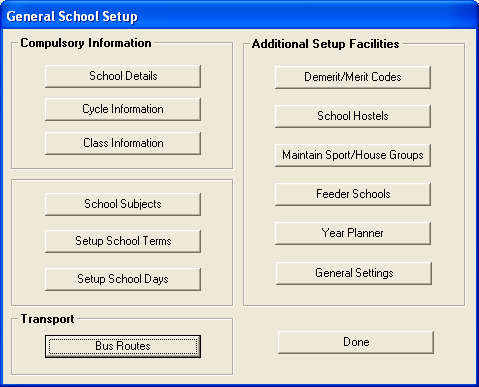 General School Setup
Compulsory Information
School Details
Cycle Information
Class Information
School Subjects
Setup School Terms
Setup School Days
Transport
Bus Routes
Additional Setup Facilities
Demerit/Merit Codes
School Hostels
Maintain Sport/House Groups
Feeder Schools
Year Planner
General Settings
Done